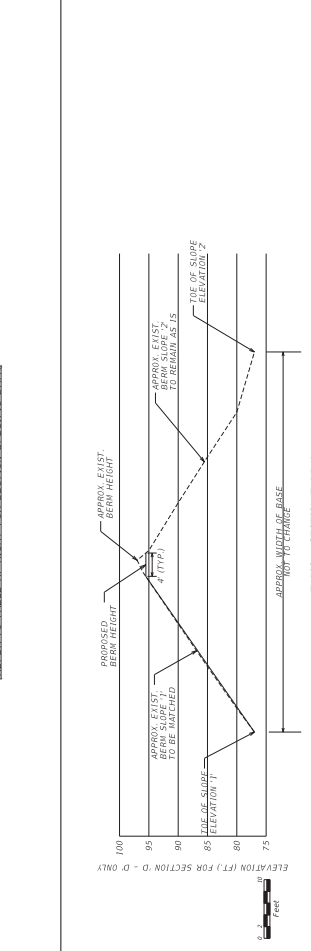 APPROX. EXIST.
BERM HEIGHT
PROPOSED
BERM HEIGHT
4' (TYP.)
APPROX. EXIST.
BERM SLOPE '2'
TO REMAIN AS IS
TOE OF SLOPE
ELEVATION '2'
APPROX. EXIST.
BERM SLOPE '1'
TO BE MATCHED
TOE OF SLOPE
ELEVATION '1'
APPROX. WIDTH OF BASE
NOT TO CHANGE
100
95
90
85
80
75
ELEVATION (FT.) FOR SECTION 'D - D' ONLY
0 2 10
Feet